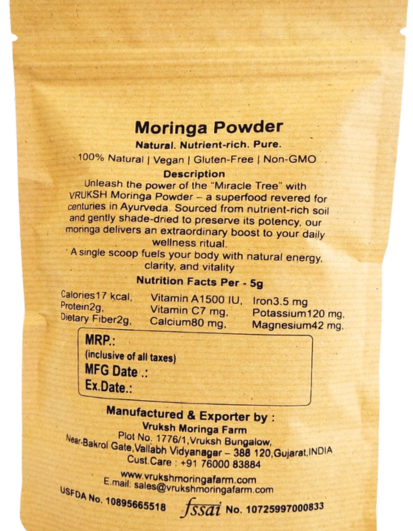 Moringa Powder
Natural. Nutrient-rich. Pure.
100% Natural | Vegan | Gluten-Free | Non-GMO
Description
Unleash the power of the "Miracle Tree" with
VRUKSH Moringa Powder – a superfood revered for
centuries in Ayurveda. Sourced from nutrient-rich soil
and gently shade-dried to preserve its potency, our
moringa delivers an extraordinary boost to your daily
wellness ritual.
A single scoop fuels your body with natural energy,
clarity, and vitality
Nutrition Facts Per - 5g
Calories17 kcal, Vitamin A1500 IU, Iron3.5 mg
Protein2g, Vitamin C7 mg, Potassium120 mg,
Dietary Fiber2g, Calcium80 mg, Magnesium42 mg.
MRP.:
(inclusive of all taxes)
MFG Date .:
Ex.Date.:
Manufactured & Exporter by :
Vruksh Moringa Farm
Plot No. 1776/1,Vruksh Bungalow,
Near-Bakrol Gate,Vallabh Vidyanagar – 388 120,Gujarat,INDIA
Cust.Care : +91 76000 83884
www.vrukshmoringafarm.com
E.mail: sales@vrukshmoringafarm.com
USFDA No. 10895665518 fssai No. 10725997000833